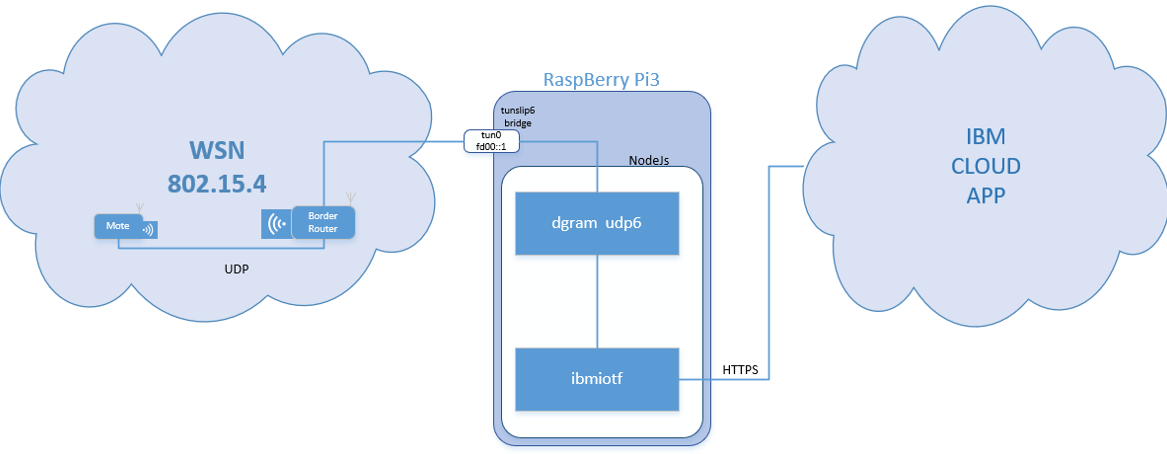 RaspBerry Pi3
tunslip6
bridge
tun0
fd00::1
NodeJs
WSN
802.15.4
Mote
Border
Router
UDP
dgram udp6
ibmiotf
HTTPS
IBM
CLOUD
APP